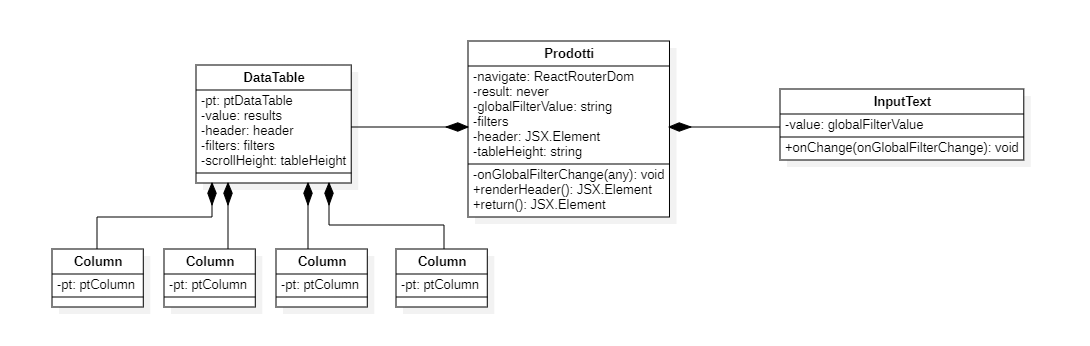 DataTable
-pt: ptDataTable
-value: results
-header: header
-filters: filters
-scrollHeight: tableHeight
Prodotti
-navigate: ReactRouterDom
-result: never
-globalFilterValue: string
-filters
-header: JSX.Element
-tableHeight: string
-onGlobalFilterChange(any): void
+renderHeader(): JSX.Element
+return(): JSX.Element
InputText
-value: globalFilterValue
+onChange(onGlobalFilterChange): void
Column
-pt: ptColumn
Column
-pt: ptColumn
Column
-pt: ptColumn
Column
-pt: ptColumn